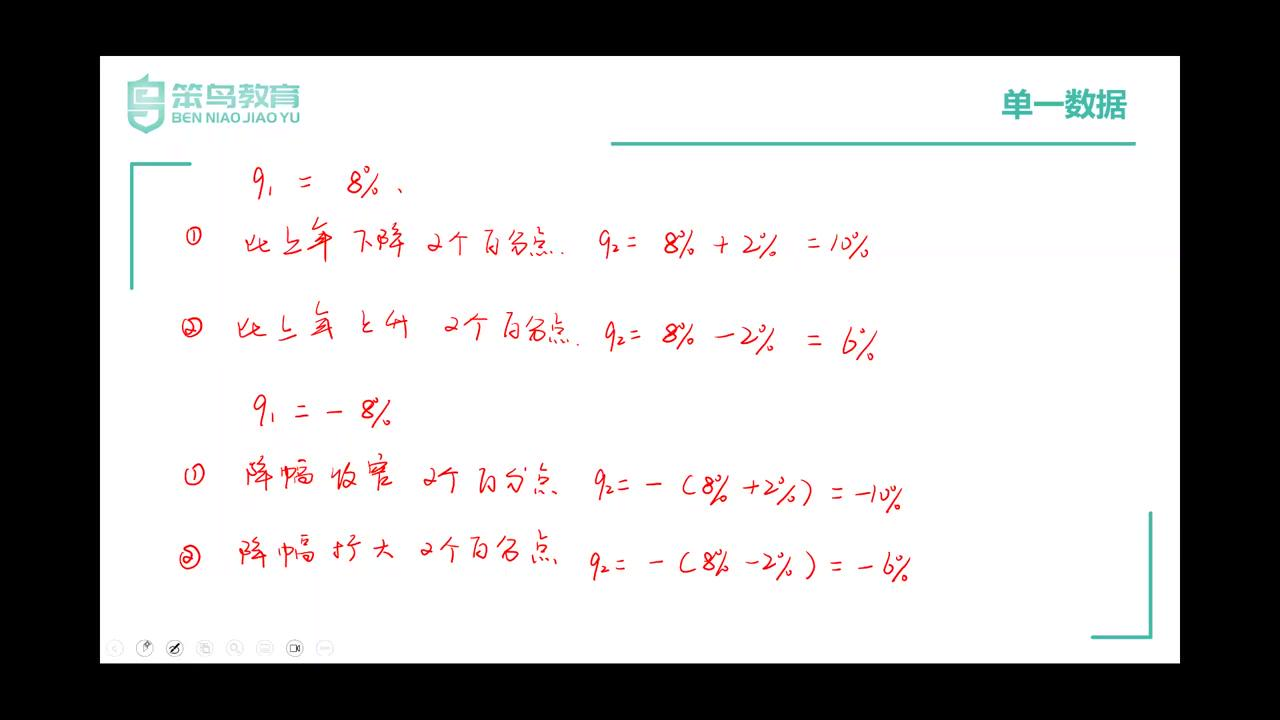 笨鸟教育
BEN NIAO JIAO YU
单一数据
q₁ = 8%.
① 比上年下降2个百分点. q₂ = 8% + 2% = 10%
② 比上年上升2个百分点. q₂ = 8% - 2% = 6%
q₁ = - 8%
① 降幅收窄2个百分点 q₂ = - (8% + 2%) = -10%
② 降幅扩大2个百分点 q₂ = - (8% - 2%) = - 6%